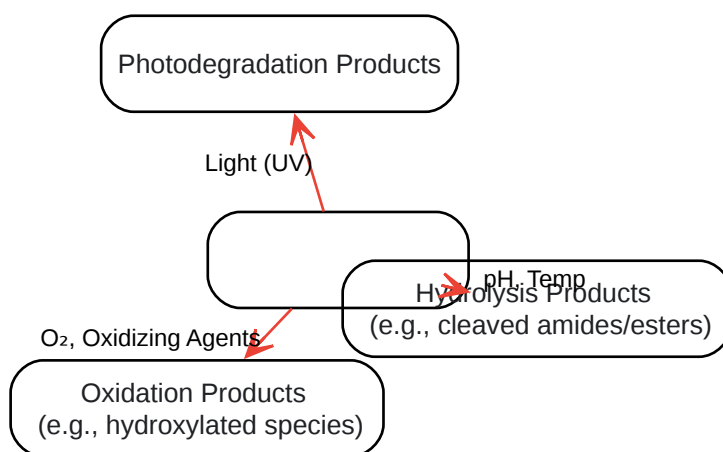 Photodegradation Products
Light (UV)
pH, Temp
Hydrolysis Products
(e.g., cleaved amides/esters)
O₂, Oxidizing Agents
Oxidation Products
(e.g., hydroxylated species)